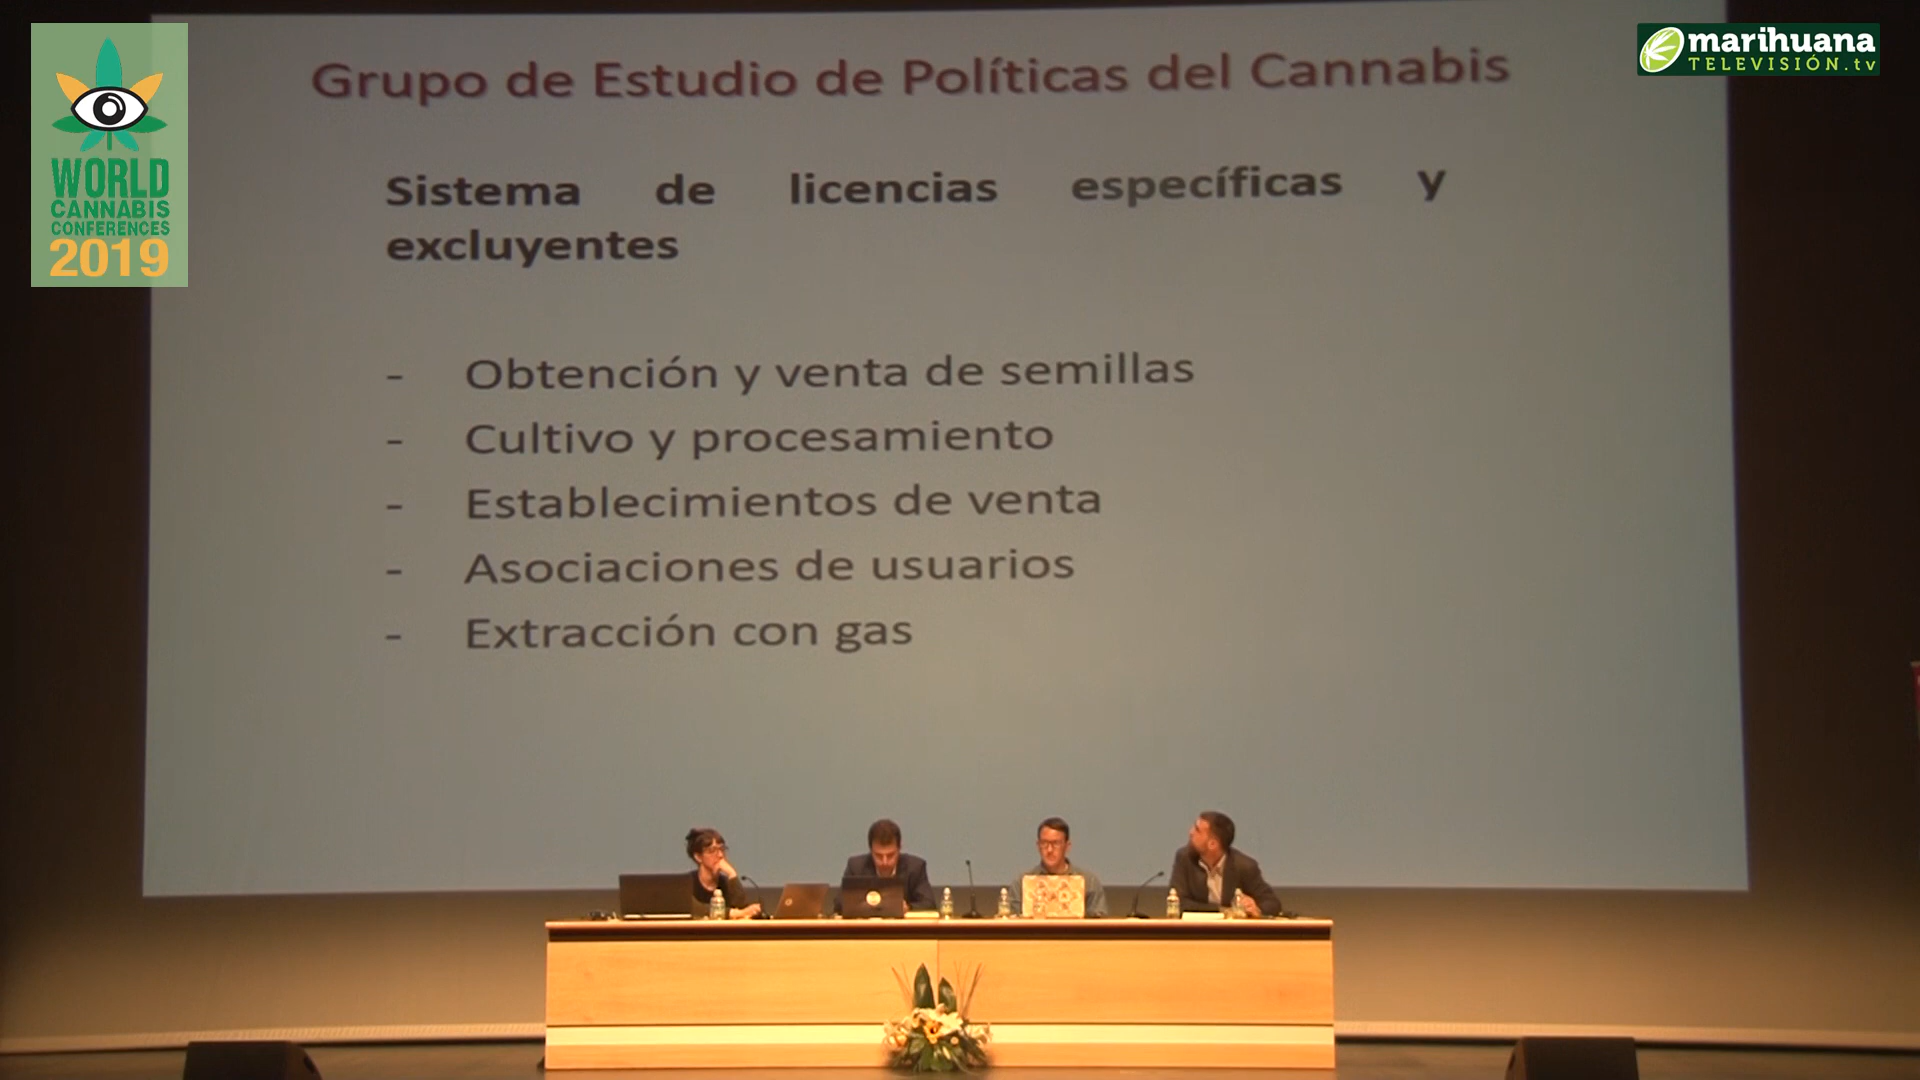 WORLD
CANNABIS
CONFERENCES
2019
marihuana
TELEVISIÓN.tv
Grupo de Estudio de Políticas del Cannabis
Sistema de licencias específicas y
excluyentes
- Obtención y venta de semillas
- Cultivo y procesamiento
- Establecimientos de venta
- Asociaciones de usuarios
- Extracción con gas